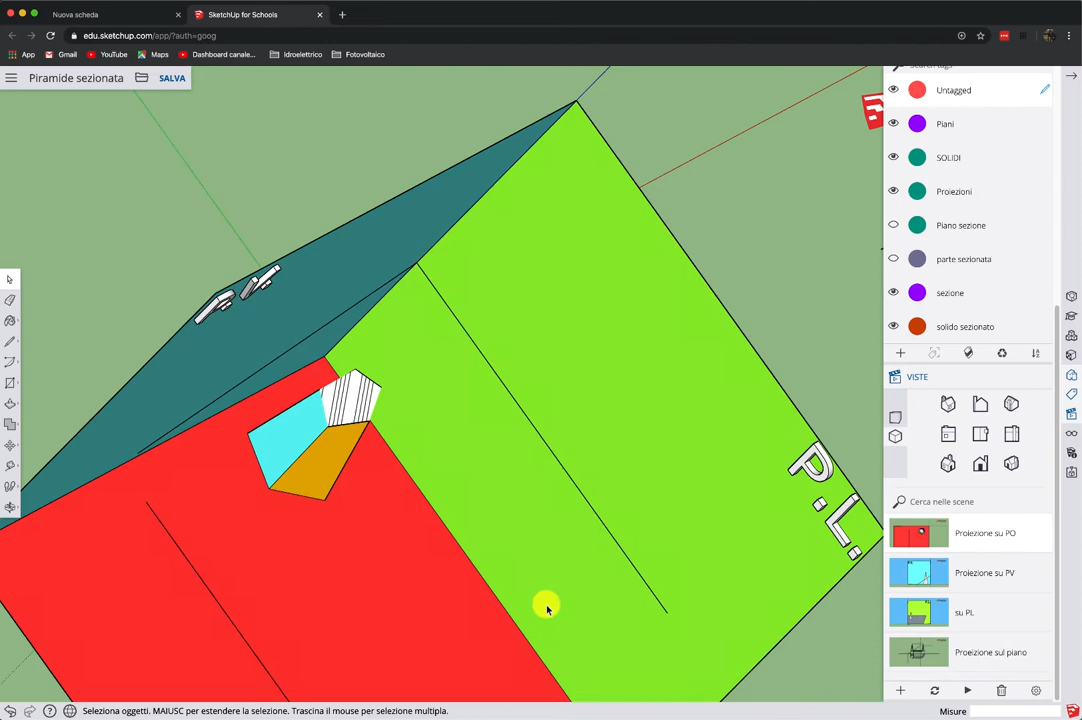 Nuova scheda
SketchUp for Schools
edu.sketchup.com/app/?auth=goog
App Gmail YouTube Maps Dashboard canale... Idroelettrico Fotovoltaico
Piramide sezionata SALVA
Search tags
Untagged
Piani
SOLIDI
Proiezioni
Piano sezione
parte sezionata
sezione
solido sezionato
VISTE
Cerca nelle scene
Proiezione su PO
Proiezione su PV
su PL
Proeizione sul piano
P.L.
Seleziona oggetti. MAIUSC per estendere la selezione. Trascina il mouse per selezione multipla.
Misure